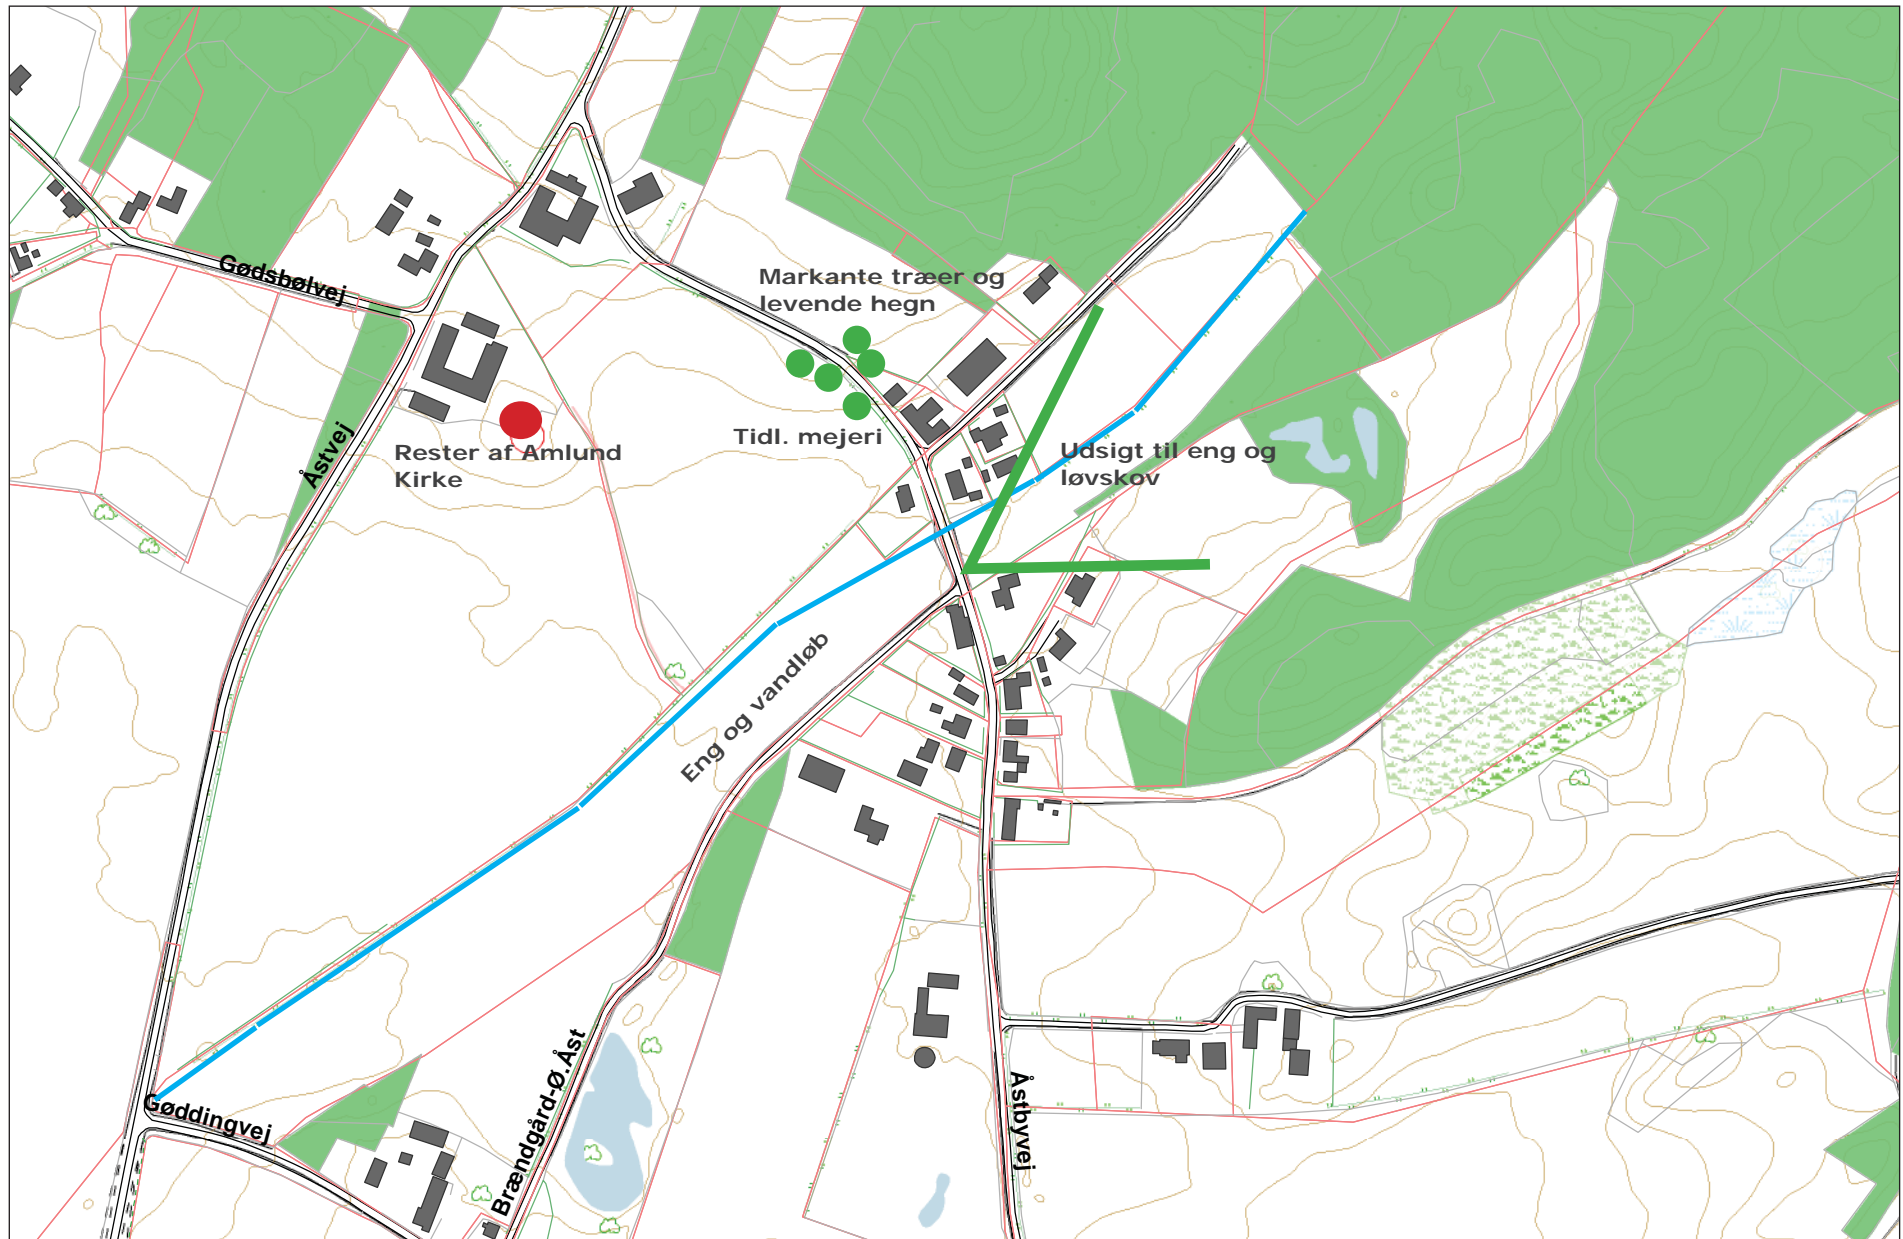 Gødsbølvej
Markante træer og
levende hegn
Tidl. mejeri
Åstvej
Rester af Amlund
Kirke
Udsigt til eng og
løvskov
Eng og vandløb
Gøddingvej
Brændgård-Ø.Åst
Åstbyvej